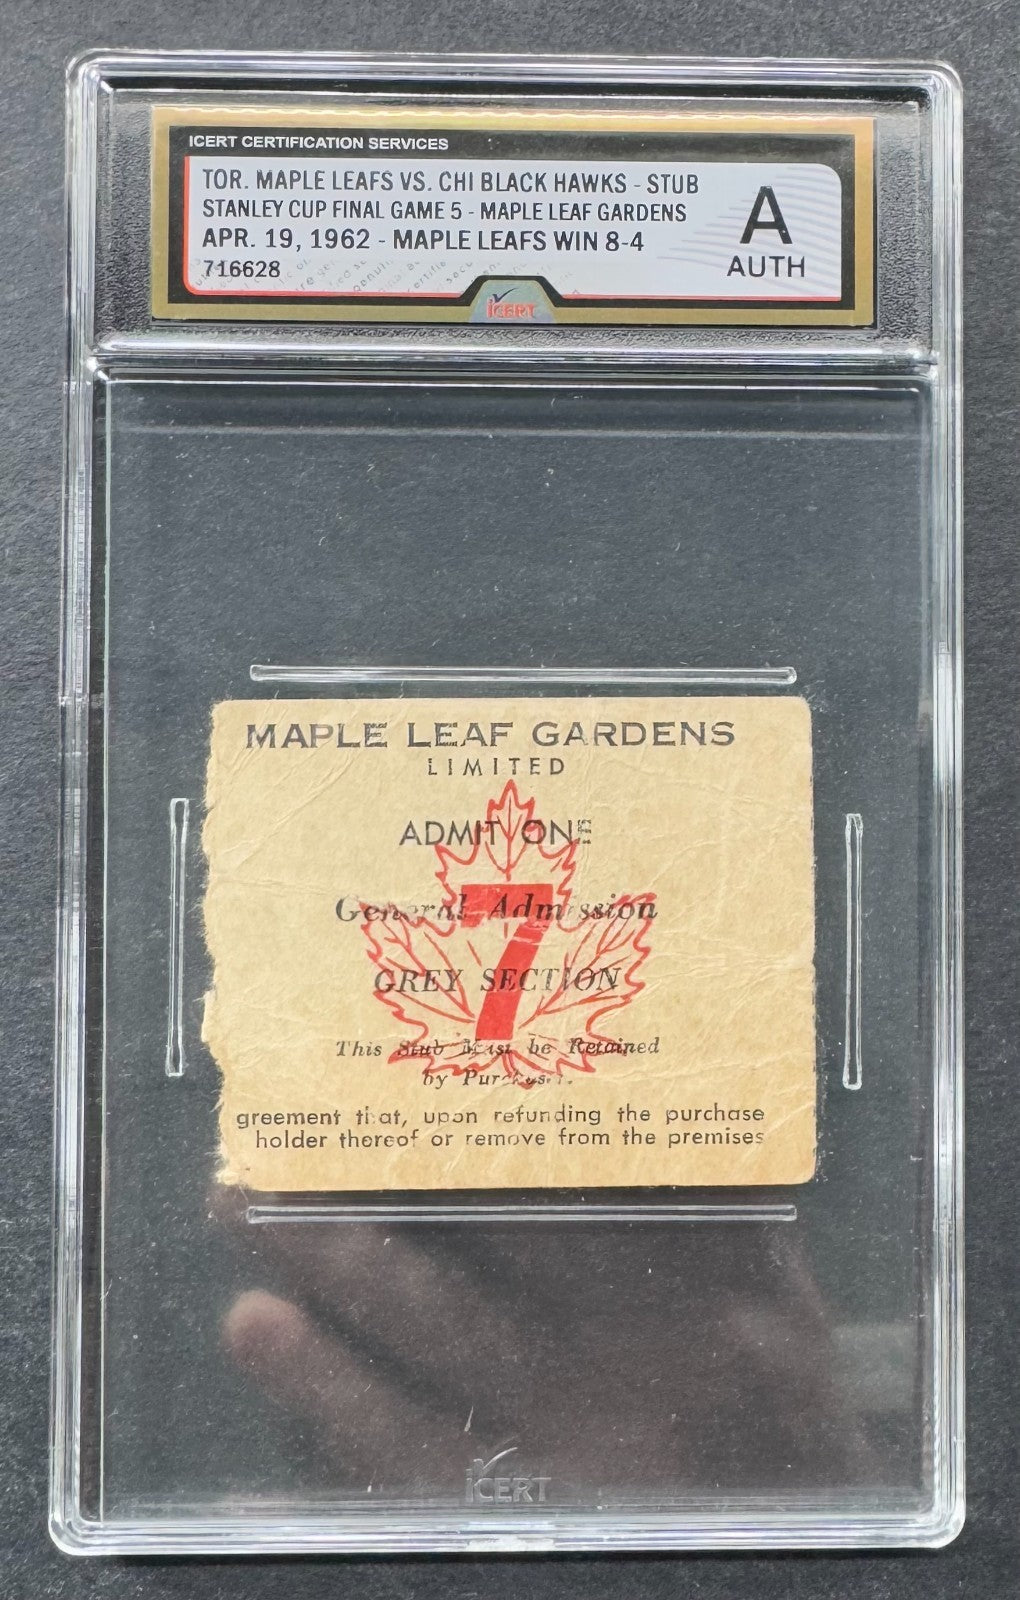 ICERT CERTIFICATION SERVICES
TOR. MAPLE LEAFS VS. CHI BLACK HAWKS - STUB
STANLEY CUP FINAL GAME 5 - MAPLE LEAF GARDENS
APR. 19, 1962 - MAPLE LEAFS WIN 8-4
716628
A
AUTH
iCERT
MAPLE LEAF GARDENS
LIMITED
ADMIT ONE
General Admission
7
GREY SECTION
This Stub Must be Retained
by Purchaser.
greement that, upon refunding the purchase
holder thereof or remove from the premises
iCERT